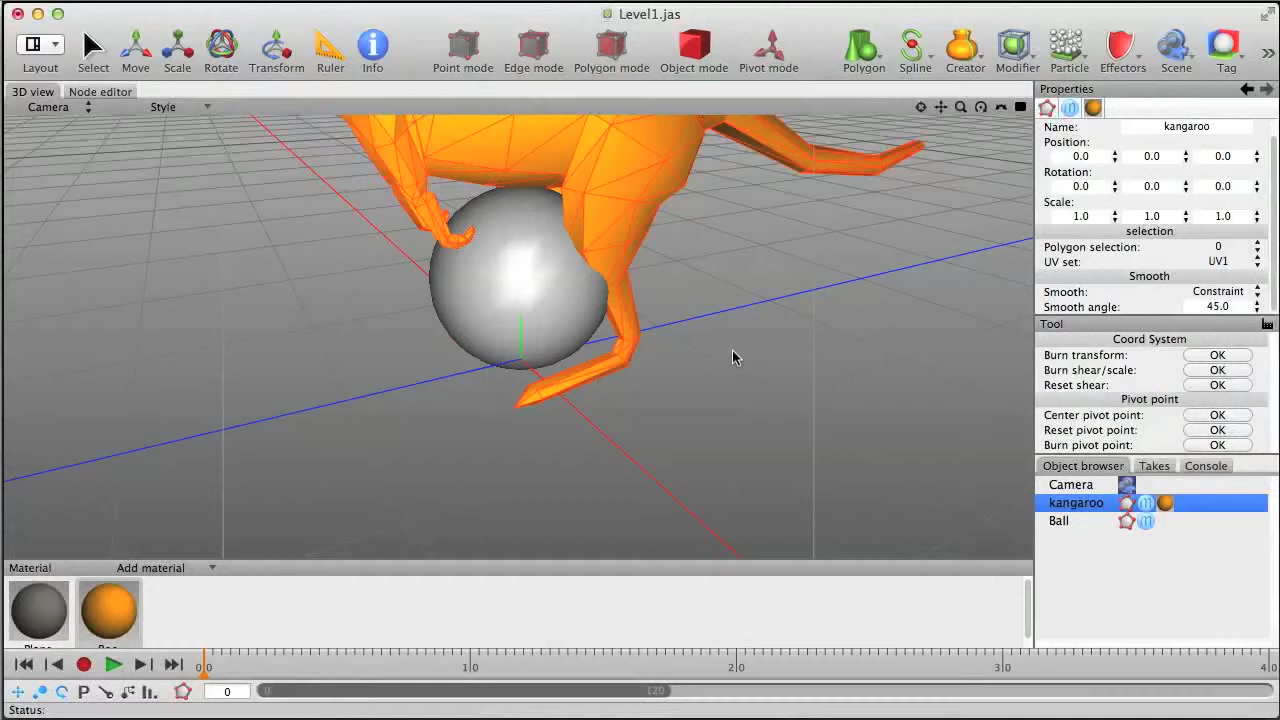 Level1.jas
Layout Select Move Scale Rotate Transform Ruler Info Point mode Edge mode Polygon mode Object mode Pivot mode Polygon Spline Creator Modifier Particle Effectors Scene Tag
3D view Node editor
Camera Style
Properties
Name: kangaroo
Position:
0.0 0.0 0.0
Rotation:
0.0 0.0 0.0
Scale:
1.0 1.0 1.0
selection
Polygon selection: 0
UV set: UV1
Smooth
Smooth: Constraint
Smooth angle: 45.0
Tool
Coord System
Burn transform: OK
Burn shear/scale: OK
Reset shear: OK
Pivot point
Center pivot point: OK
Reset pivot point: OK
Burn pivot point: OK
Object browser Takes Console
Camera
kangaroo
Ball
Material Add material
0 120
Status: